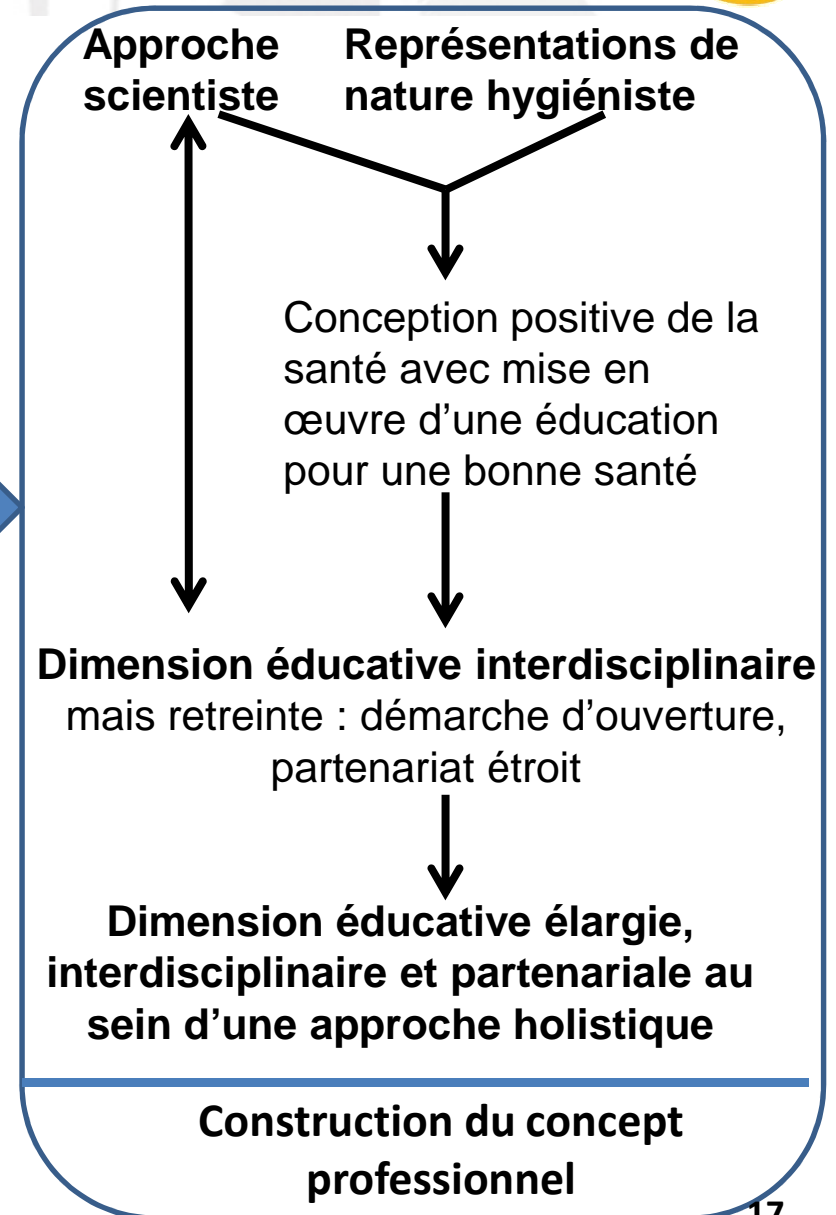 Approche
scientiste
Représentations de
nature hygiéniste
Conception positive de la
santé avec mise en
œuvre d’une éducation
pour une bonne santé
Dimension éducative interdisciplinaire
mais retreinte : démarche d’ouverture,
partenariat étroit
Dimension éducative élargie,
interdisciplinaire et partenariale au
sein d’une approche holistique
Construction du concept
professionnel
17